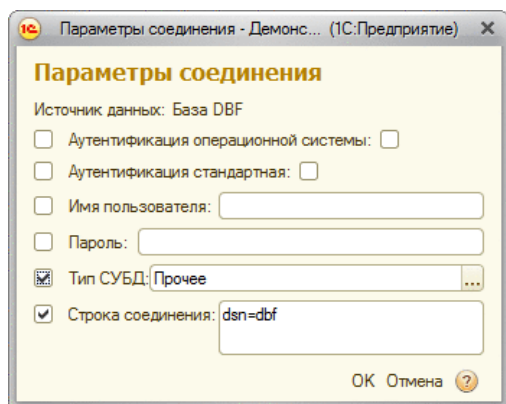 1С Параметры соединения - Демонс... (1С:Предприятие)
Параметры соединения
Источник данных: База DBF
Аутентификация операционной системы:
Аутентификация стандартная:
Имя пользователя:
Пароль:
Тип СУБД: Прочее ...
Строка соединения: dsn=dbf
ОК Отмена ?